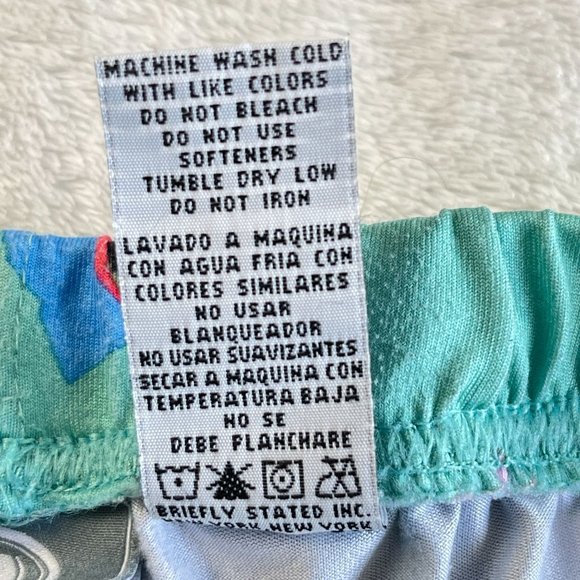 MACHINE WASH COLD
WITH LIKE COLORS
DO NOT BLEACH
DO NOT USE
SOFTENERS
TUMBLE DRY LOW
DO NOT IRON
LAVADO A MAQUINA
CON AGUA FRIA CON
COLORES SIMILARES
NO USAR
BLANQUEADOR
NO USAR SUAVIZANTES
SECAR A MAQUINA CON
TEMPERATURA BAJA
NO SE
DEBE PLANCHARE
BRIEFLY STATED INC.
NEW YORK, NEW YORK